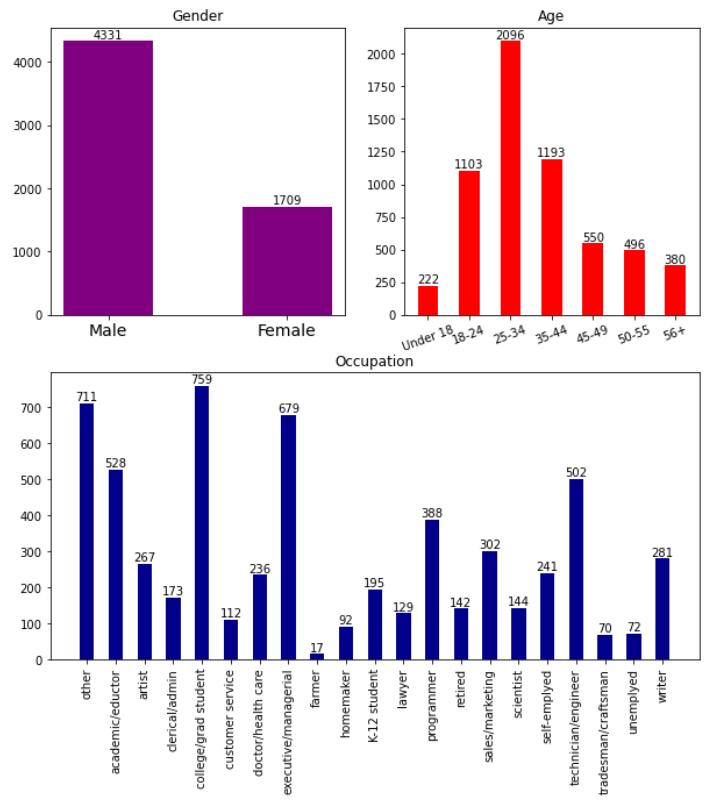 Gender
4331
4000
3000
2000
1709
1000
0
Male Female
Age
2096
2000
1750
1500
1250
1193
1103
1000
750
550
500
496
380
250
222
0
Under 18 18-24 25-34 35-44 45-49 50-55 56+
Occupation
759
711
700
679
600
528
500
502
400
388
300
302
281
267
241
236
200
195
173
144
142
129
112
100
92
72
70
17
0
other
academic/eductor
artist
clerical/admin
college/grad student
customer service
doctor/health care
executive/managerial
farmer
homemaker
K-12 student
lawyer
programmer
retired
sales/marketing
scientist
self-emplyed
technician/engineer
tradesman/craftsman
unemplyed
writer